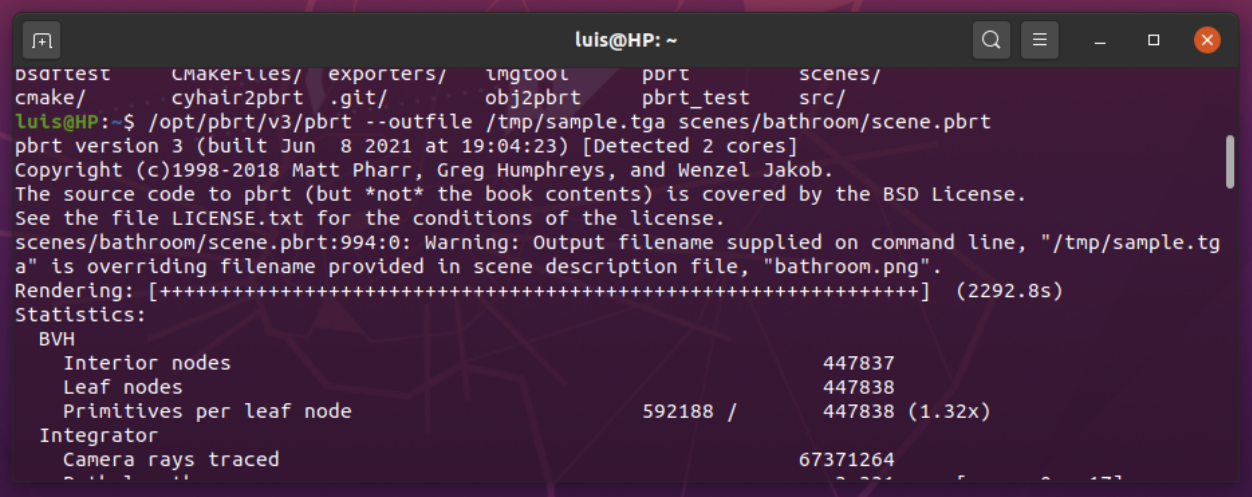 luis@HP: ~
bsdftest CMakeFiles/ exporters/ imgtool pbrt scenes/
cmake/ cyhair2pbrt .git/ obj2pbrt pbrt_test src/
luis@HP:~$ /opt/pbrt/v3/pbrt --outfile /tmp/sample.tga scenes/bathroom/scene.pbrt
pbrt version 3 (built Jun  8 2021 at 19:04:23) [Detected 2 cores]
Copyright (c)1998-2018 Matt Pharr, Greg Humphreys, and Wenzel Jakob.
The source code to pbrt (but *not* the book contents) is covered by the BSD License.
See the file LICENSE.txt for the conditions of the license.
scenes/bathroom/scene.pbrt:994:0: Warning: Output filename supplied on command line, "/tmp/sample.tg
a" is overriding filename provided in scene description file, "bathroom.png".
Rendering: [+++++++++++++++++++++++++++++++++++++++++++++++++++++++++++++++]  (2292.8s)
Statistics:
BVH
Interior nodes 447837
Leaf nodes 447838
Primitives per leaf node 592188 / 447838 (1.32x)
Integrator
Camera rays traced 67371264